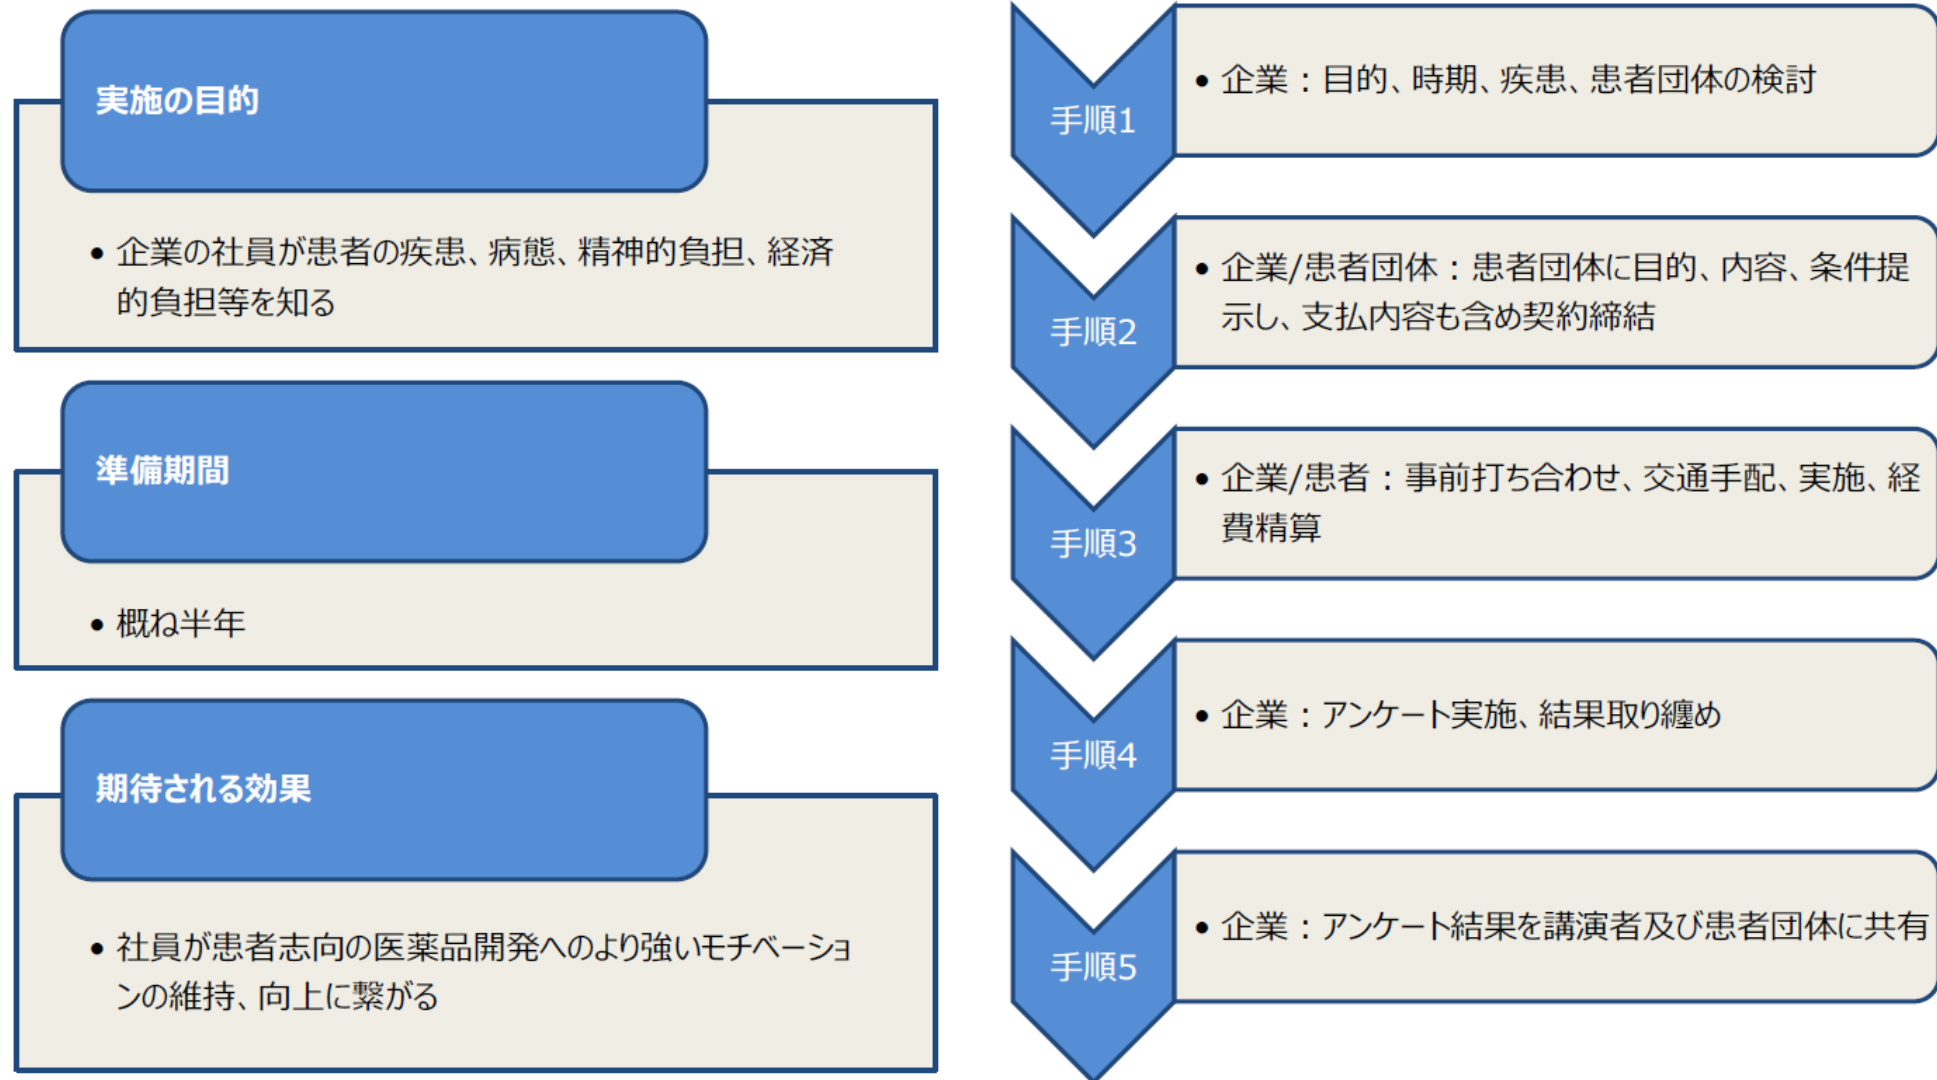 実施の目的
• 企業の社員が患者の疾患、病態、精神的負担、経済
的負担等を知る
準備期間
• 概ね半年
期待される効果
• 社員が患者志向の医薬品開発へのより強いモチベーショ
ンの維持、向上に繋がる
手順1
• 企業：目的、時期、疾患、患者団体の検討
手順2
• 企業/患者団体：患者団体に目的、内容、条件提
示し、支払内容も含め契約締結
手順3
• 企業/患者：事前打ち合わせ、交通手配、実施、経
費精算
手順4
• 企業：アンケート実施、結果取り纏め
手順5
• 企業：アンケート結果を講演者及び患者団体に共有